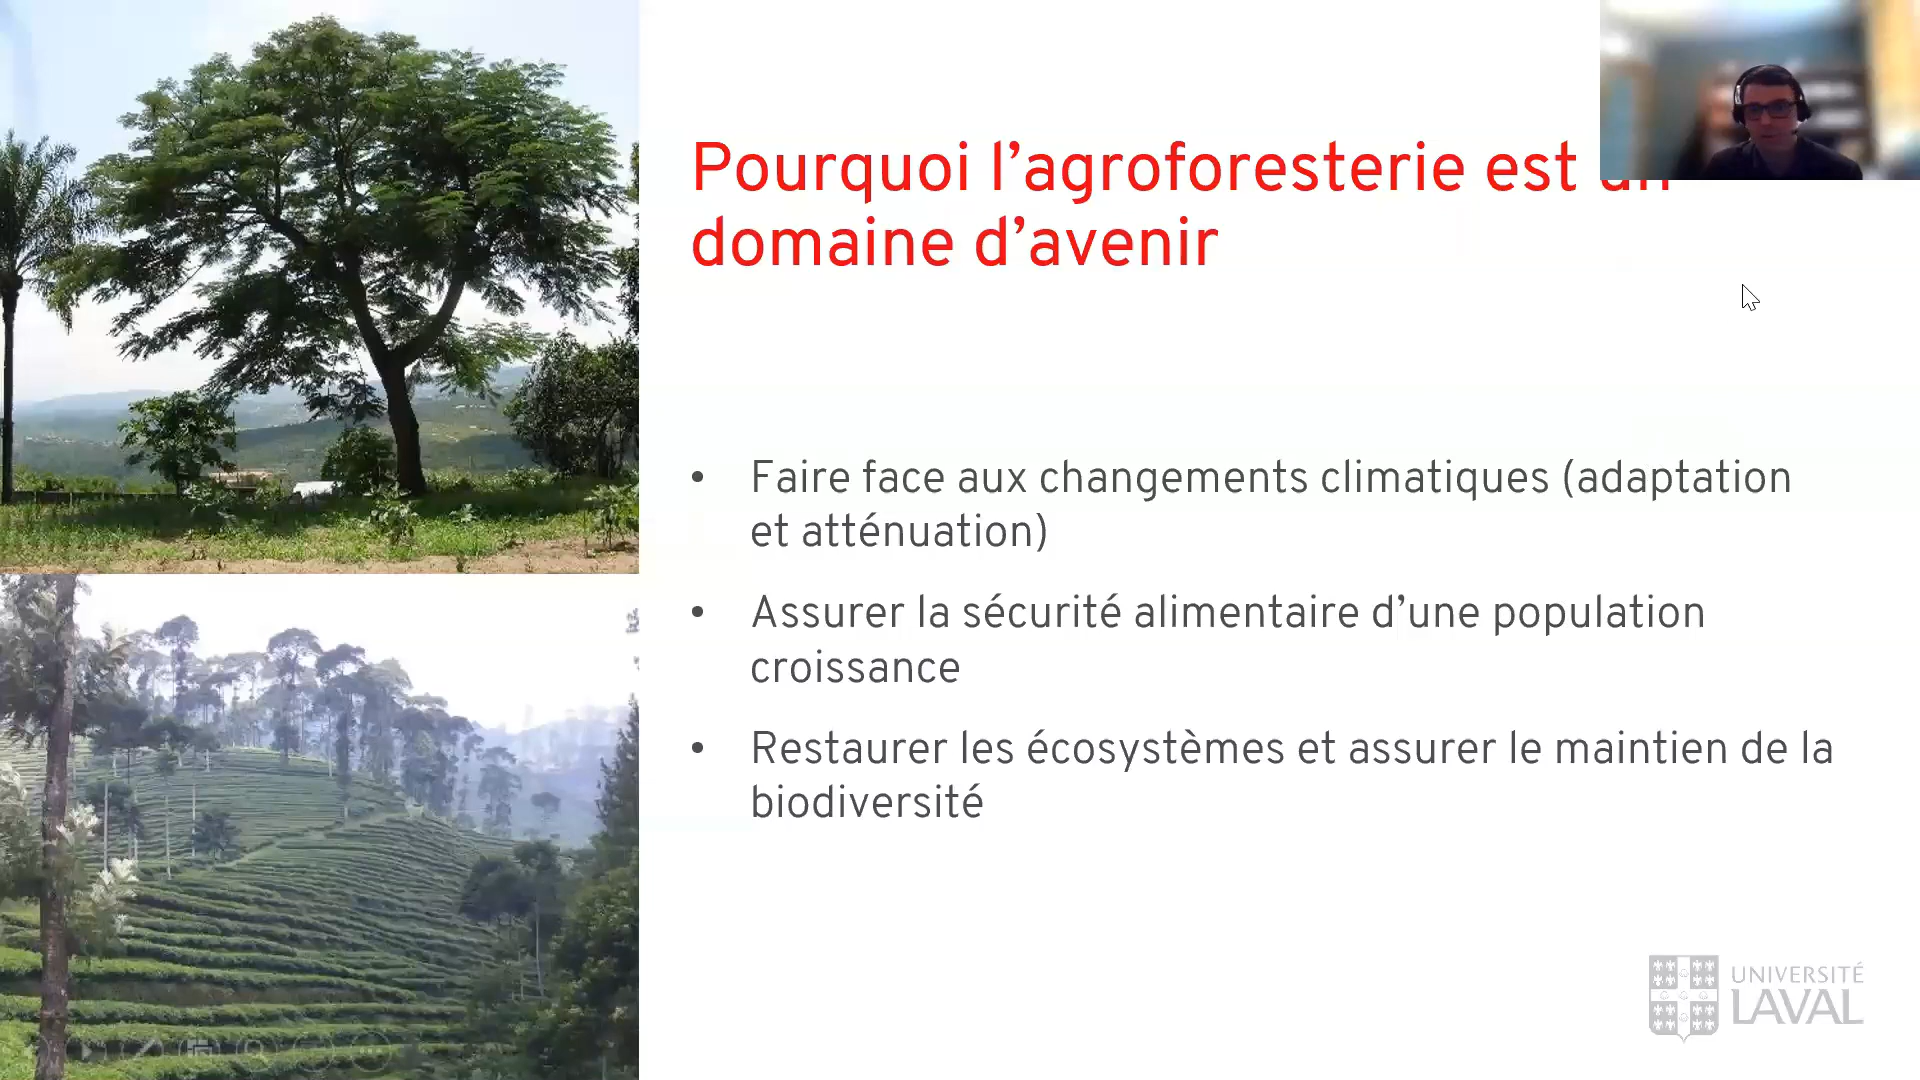 Pourquoi l’agroforesterie est un
domaine d’avenir
• Faire face aux changements climatiques (adaptation
et atténuation)
• Assurer la sécurité alimentaire d’une population
croissance
• Restaurer les écosystèmes et assurer le maintien de la
biodiversité
UNIVERSITÉ
LAVAL